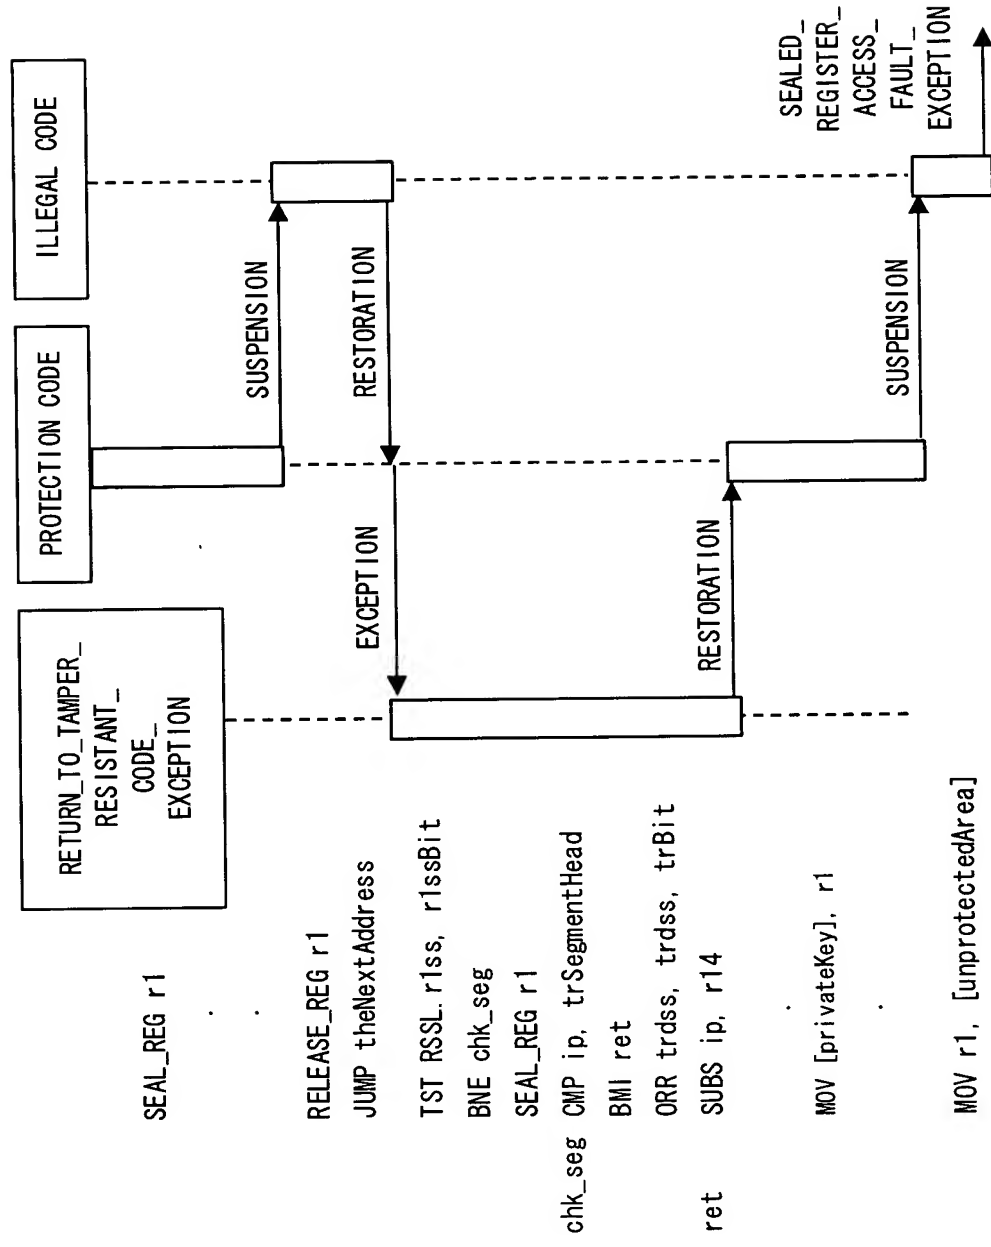 RETURN_TO_TAMPER_
RESISTANT_
CODE_
EXCEPTION
PROTECTION CODE
ILLEGAL CODE
SEAL_REG r1
SUSPENSION
RELEASE_REG r1
JUMP theNextAddress
RESTORATION
EXCEPTION
TST RSSL.r1ss, r1ssBit
BNE chk_seg
SEAL_REG r1
chk_seg CMP ip, trSegmentHead
BMI ret
ORR trdss, trdss, trBit
ret SUBS ip, r14
RESTORATION
MOV [privateKey], r1
SUSPENSION
MOV r1, [unprotectedArea]
SEALED_
REGISTER_
ACCESS_
FAULT_
EXCEPTION